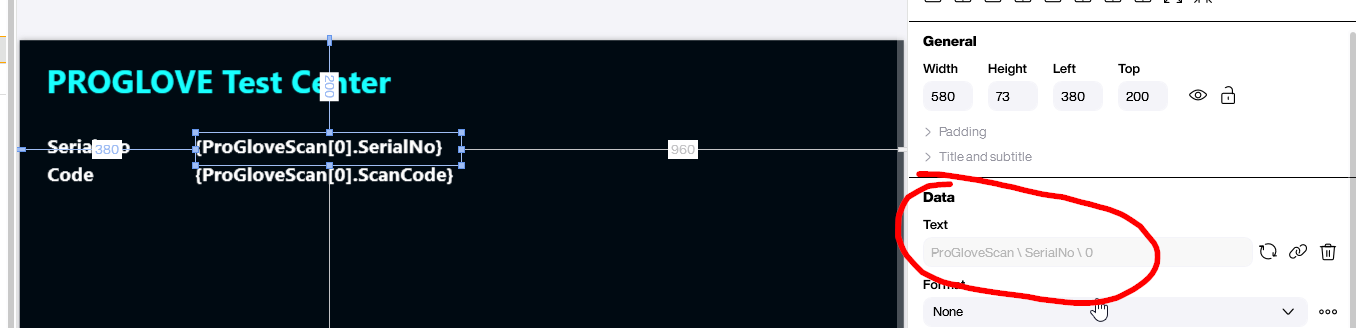 General
Width Height Left Top
580 73 380 200
Padding
Title and subtitle
PROGLOVE Test Center
200
Serial No {ProGloveScan[0].SerialNo}
380
960
Code {ProGloveScan[0].ScanCode}
Data
Text
ProGloveScan \ SerialNo \ 0
Format
None